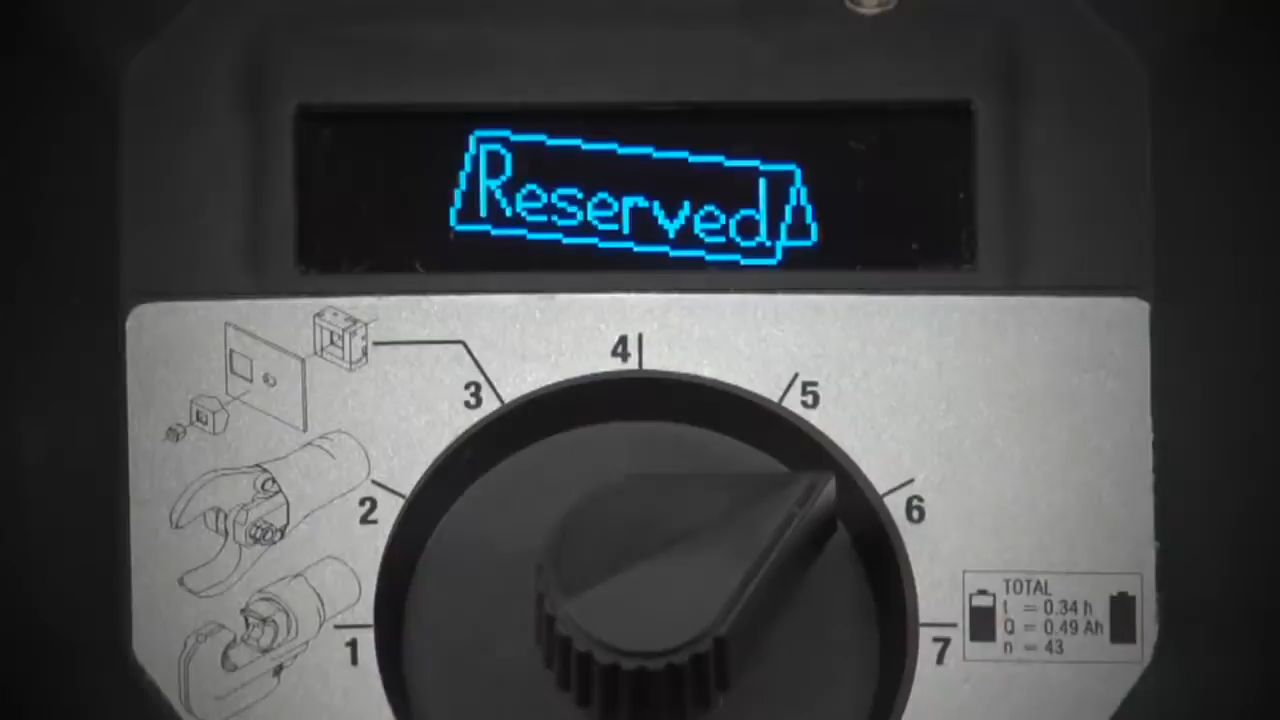 Reserved
4
3
5
2
6
1
7
TOTAL
t = 0.34 h
Q = 0.49 Ah
n = 43